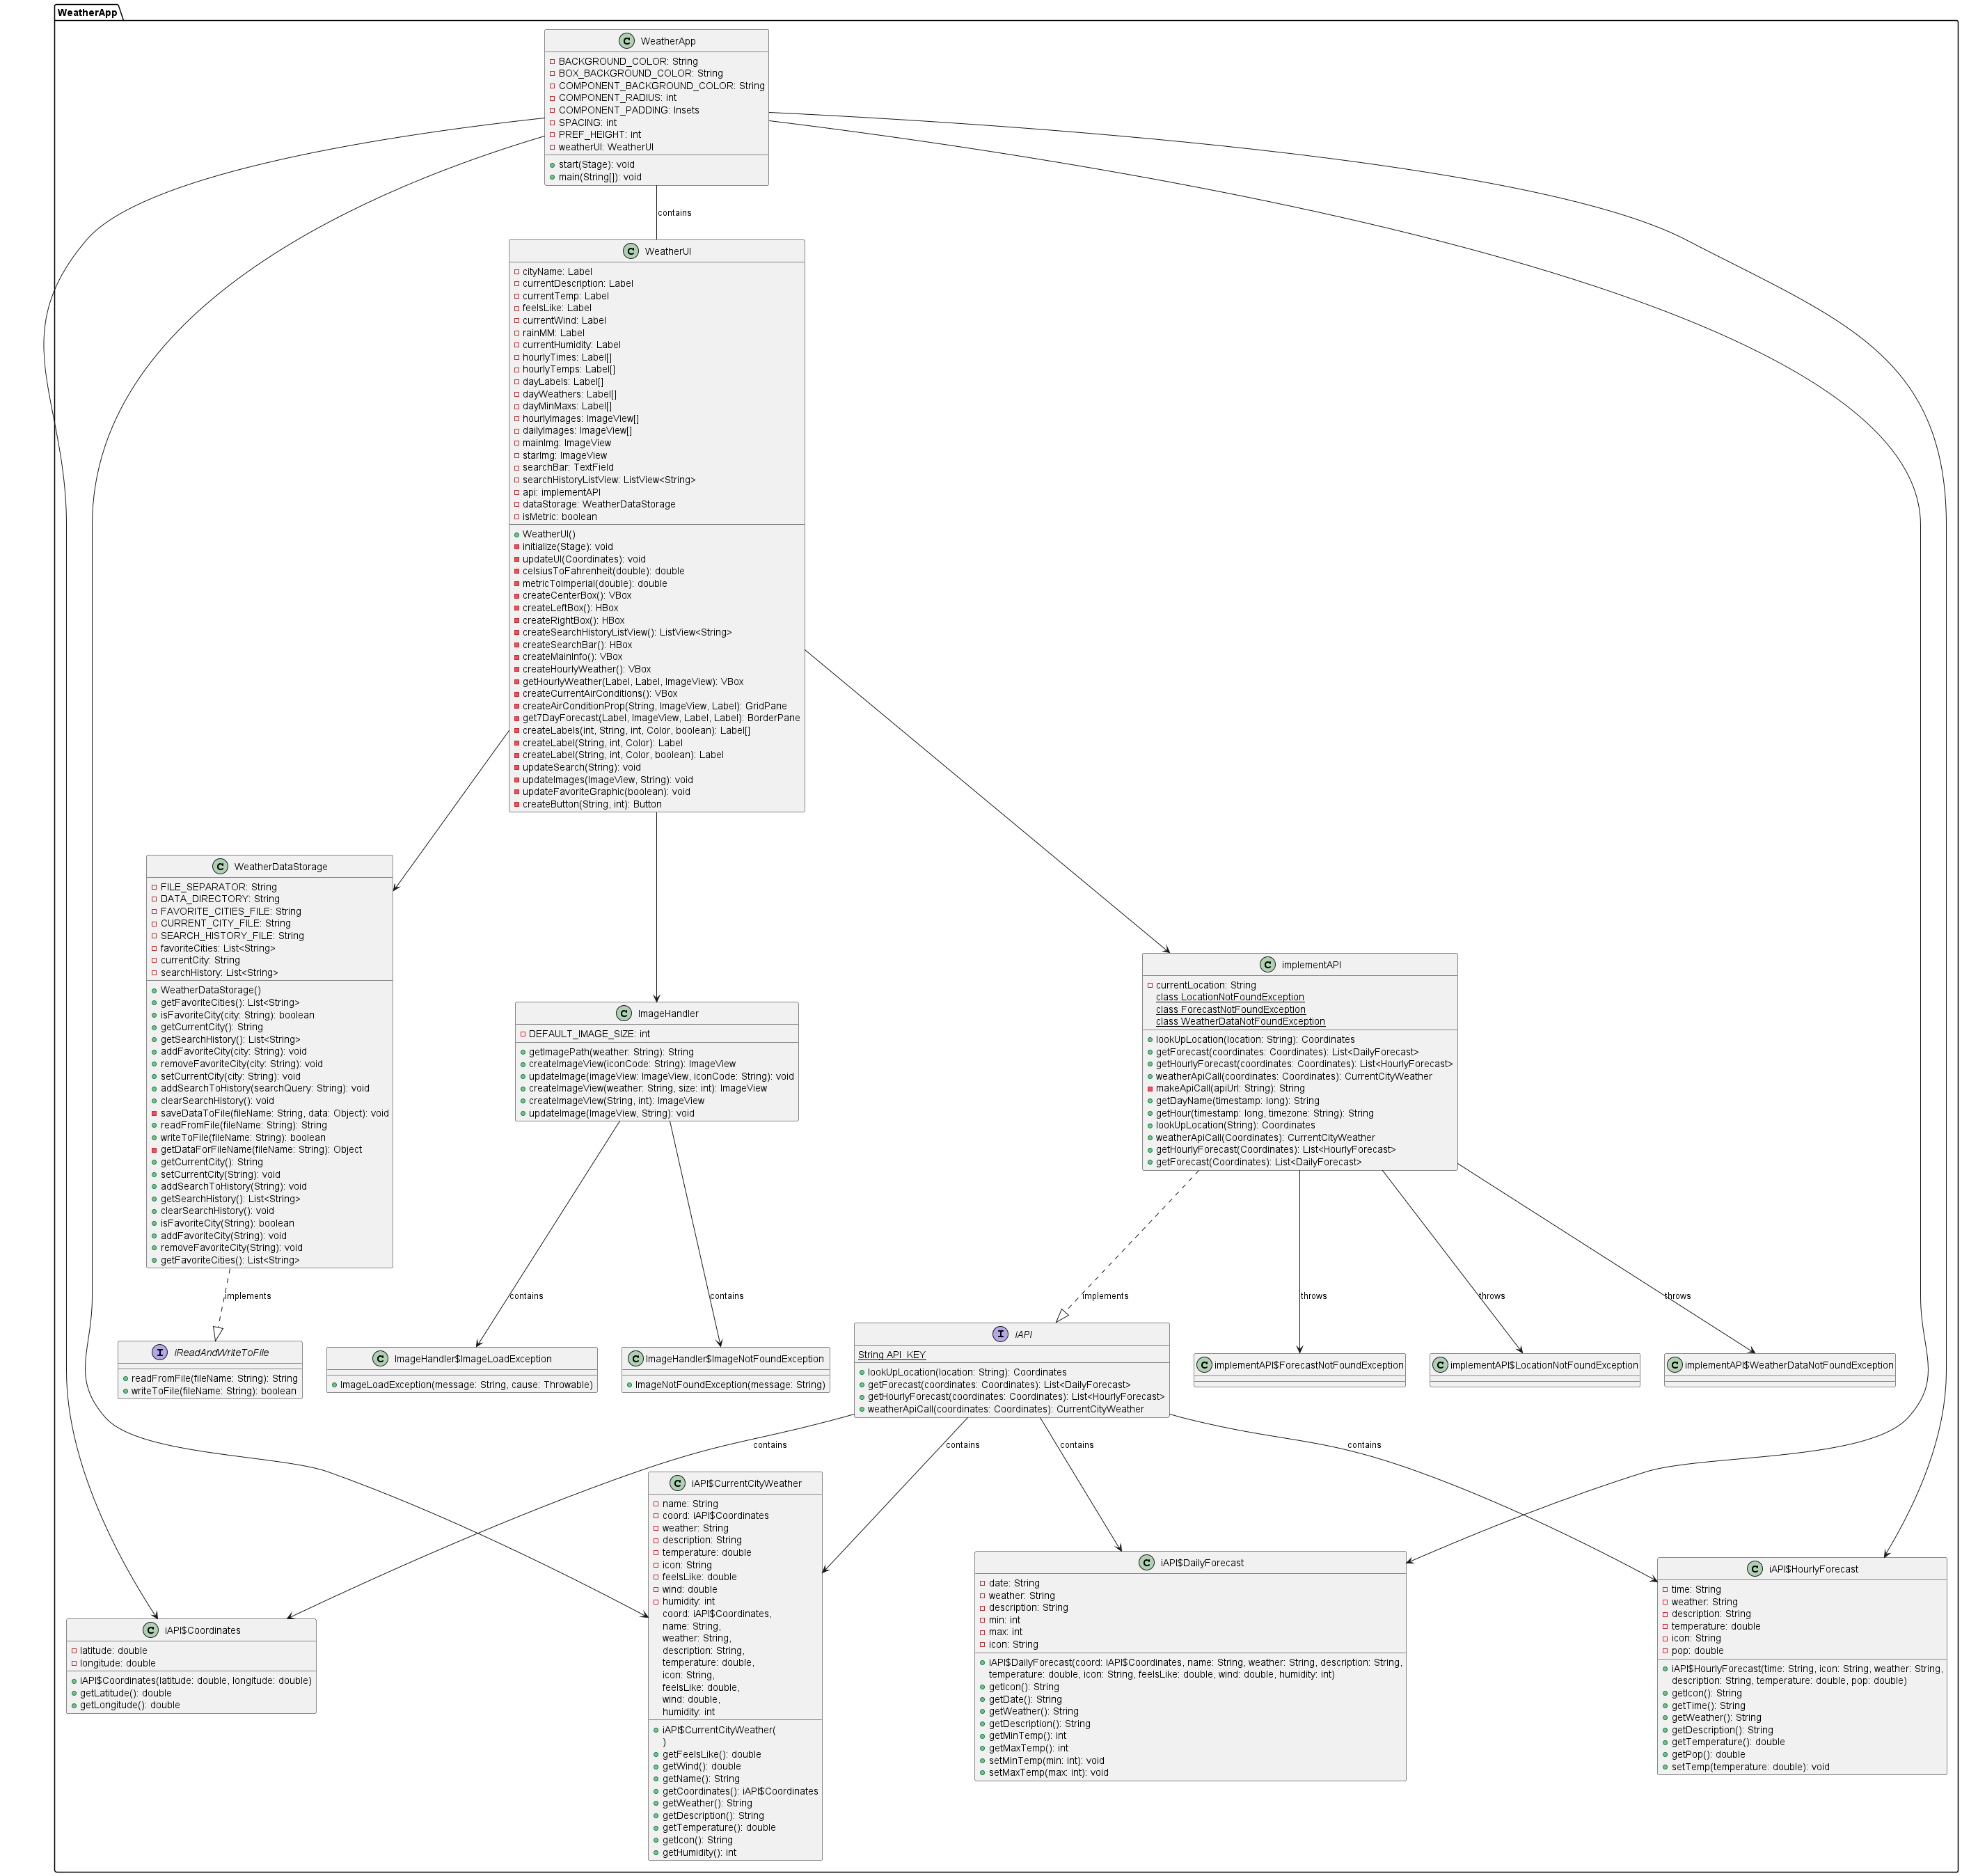 WeatherApp
C WeatherApp
BACKGROUND_COLOR: String
BOX_BACKGROUND_COLOR: String
COMPONENT_BACKGROUND_COLOR: String
COMPONENT_RADIUS: int
COMPONENT_PADDING: Insets
SPACING: int
PREF_HEIGHT: int
weatherUI: WeatherUI
start(Stage): void
main(String[]): void
contains
C WeatherUI
cityName: Label
currentDescription: Label
currentTemp: Label
feelsLike: Label
currentWind: Label
rainMM: Label
currentHumidity: Label
hourlyTimes: Label[]
hourlyTemps: Label[]
dayLabels: Label[]
dayWeathers: Label[]
dayMinMaxs: Label[]
hourlyImages: ImageView[]
dailyImages: ImageView[]
mainImg: ImageView
starImg: ImageView
searchBar: TextField
searchHistoryListView: ListView<String>
api: implementAPI
dataStorage: WeatherDataStorage
isMetric: boolean
WeatherUI()
initialize(Stage): void
updateUI(Coordinates): void
celsiusToFahrenheit(double): double
metricToImperial(double): double
createCenterBox(): VBox
createLeftBox(): HBox
createRightBox(): HBox
createSearchHistoryListView(): ListView<String>
createSearchBar(): HBox
createMainInfo(): VBox
createHourlyWeather(): VBox
getHourlyWeather(Label, Label, ImageView): VBox
createCurrentAirConditions(): VBox
createAirConditionProp(String, ImageView, Label): GridPane
get7DayForecast(Label, ImageView, Label, Label): BorderPane
createLabels(int, String, int, Color, boolean): Label[]
createLabel(String, int, Color): Label
createLabel(String, int, Color, boolean): Label
updateSearch(String): void
updateImages(ImageView, String): void
updateFavoriteGraphic(boolean): void
createButton(String, int): Button
C WeatherDataStorage
FILE_SEPARATOR: String
DATA_DIRECTORY: String
FAVORITE_CITIES_FILE: String
CURRENT_CITY_FILE: String
SEARCH_HISTORY_FILE: String
favoriteCities: List<String>
currentCity: String
searchHistory: List<String>
WeatherDataStorage()
getFavoriteCities(): List<String>
isFavoriteCity(city: String): boolean
getCurrentCity(): String
getSearchHistory(): List<String>
addFavoriteCity(city: String): void
removeFavoriteCity(city: String): void
setCurrentCity(city: String): void
addSearchToHistory(searchQuery: String): void
clearSearchHistory(): void
saveDataToFile(fileName: String, data: Object): void
readFromFile(fileName: String): String
writeToFile(fileName: String): boolean
getDataForFileName(fileName: String): Object
getCurrentCity(): String
setCurrentCity(String): void
addSearchToHistory(String): void
getSearchHistory(): List<String>
clearSearchHistory(): void
isFavoriteCity(String): boolean
addFavoriteCity(String): void
removeFavoriteCity(String): void
getFavoriteCities(): List<String>
C ImageHandler
DEFAULT_IMAGE_SIZE: int
getImagePath(weather: String): String
createImageView(iconCode: String): ImageView
updateImage(imageView: ImageView, iconCode: String): void
createImageView(weather: String, size: int): ImageView
createImageView(String, int): ImageView
updateImage(ImageView, String): void
C implementAPI
currentLocation: String
class LocationNotFoundException
class ForecastNotFoundException
class WeatherDataNotFoundException
lookUpLocation(location: String): Coordinates
getForecast(coordinates: Coordinates): List<DailyForecast>
getHourlyForecast(coordinates: Coordinates): List<HourlyForecast>
weatherApiCall(coordinates: Coordinates): CurrentCityWeather
makeApiCall(apiUrl: String): String
getDayName(timestamp: long): String
getHour(timestamp: long, timezone: String): String
lookUpLocation(String): Coordinates
weatherApiCall(Coordinates): CurrentCityWeather
getHourlyForecast(Coordinates): List<HourlyForecast>
getForecast(Coordinates): List<DailyForecast>
implements
contains
contains
implements
throws
throws
throws
I iReadAndWriteToFile
readFromFile(fileName: String): String
writeToFile(fileName: String): boolean
C ImageHandler$ImageLoadException
ImageLoadException(message: String, cause: Throwable)
C ImageHandler$ImageNotFoundException
ImageNotFoundException(message: String)
I iAPI
String API_KEY
lookUpLocation(location: String): Coordinates
getForecast(coordinates: Coordinates): List<DailyForecast>
getHourlyForecast(coordinates: Coordinates): List<HourlyForecast>
weatherApiCall(coordinates: Coordinates): CurrentCityWeather
C implementAPI$ForecastNotFoundException
C implementAPI$LocationNotFoundException
C implementAPI$WeatherDataNotFoundException
contains
contains
contains
contains
C iAPI$Coordinates
latitude: double
longitude: double
iAPI$Coordinates(latitude: double, longitude: double)
getLatitude(): double
getLongitude(): double
C iAPI$CurrentCityWeather
name: String
coord: iAPI$Coordinates
weather: String
description: String
temperature: double
icon: String
feelsLike: double
wind: double
humidity: int
coord: iAPI$Coordinates,
name: String,
weather: String,
description: String,
temperature: double,
icon: String,
feelsLike: double,
wind: double,
humidity: int
iAPI$CurrentCityWeather(
)
getFeelsLike(): double
getWind(): double
getName(): String
getCoordinates(): iAPI$Coordinates
getWeather(): String
getDescription(): String
getTemperature(): double
getIcon(): String
getHumidity(): int
C iAPI$DailyForecast
date: String
weather: String
description: String
min: int
max: int
icon: String
iAPI$DailyForecast(coord: iAPI$Coordinates, name: String, weather: String, description: String,
temperature: double, icon: String, feelsLike: double, wind: double, humidity: int)
getIcon(): String
getDate(): String
getWeather(): String
getDescription(): String
getMinTemp(): int
getMaxTemp(): int
setMinTemp(min: int): void
setMaxTemp(max: int): void
C iAPI$HourlyForecast
time: String
weather: String
description: String
temperature: double
icon: String
pop: double
iAPI$HourlyForecast(time: String, icon: String, weather: String,
description: String, temperature: double, pop: double)
getIcon(): String
getTime(): String
getWeather(): String
getDescription(): String
getTemperature(): double
getPop(): double
setTemp(temperature: double): void